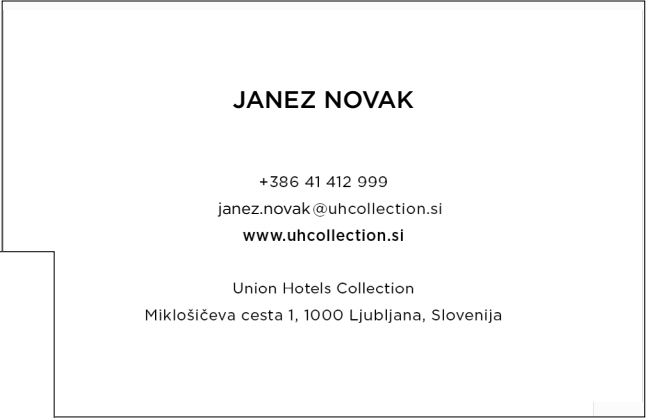 JANEZ NOVAK
+386 41 412 999
janez.novak@uhcollection.si
www.uhcollection.si
Union Hotels Collection
Miklošičeva cesta 1, 1000 Ljubljana, Slovenija